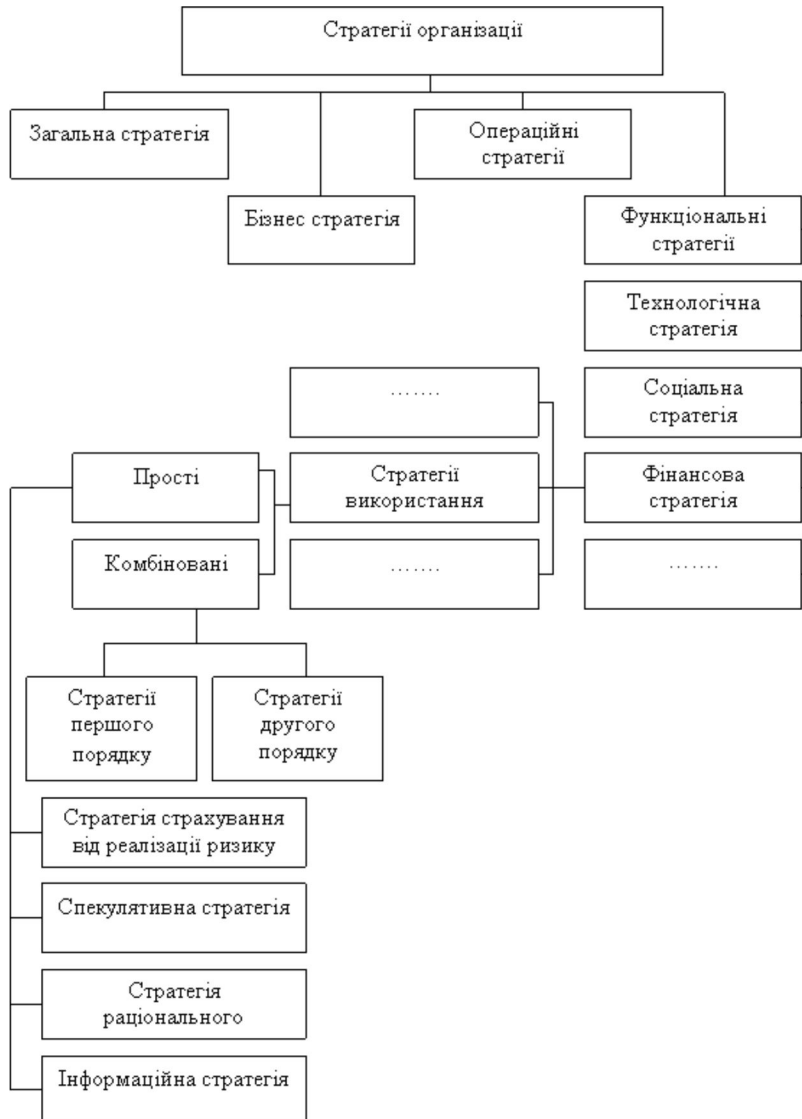 Стратегії організації
Загальна стратегія
Операційні
стратегії
Бізнес стратегія
Функціональні
стратегії
Технологічна
стратегія
…….
Соціальна
стратегія
Прості
Стратегії
використання
Фінансова
стратегія
Комбіновані
…….
…….
Стратегії
першого
порядку
Стратегії
другого
порядку
Стратегія страхування
від реалізації ризику
Спекулятивна стратегія
Стратегія
раціонального
Інформаційна стратегія